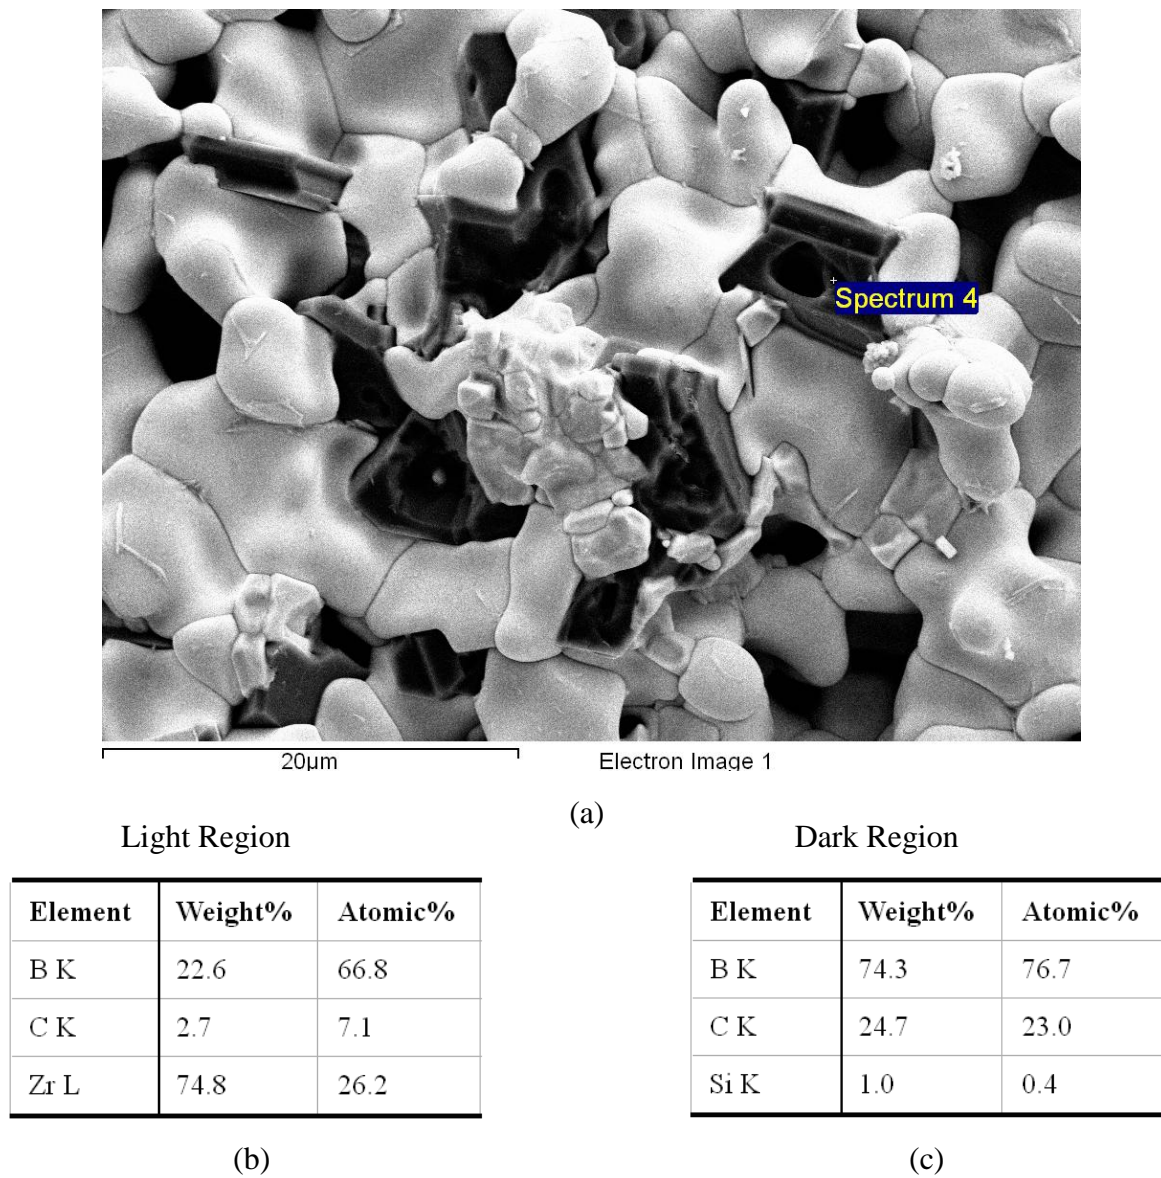 Spectrum 4
20μm Electron Image 1
(a)
Light Region
Dark Region
Element Weight% Atomic%
B K 22.6 66.8
C K 2.7 7.1
Zr L 74.8 26.2
(b)
Element Weight% Atomic%
B K 74.3 76.7
C K 24.7 23.0
Si K 1.0 0.4
(c)